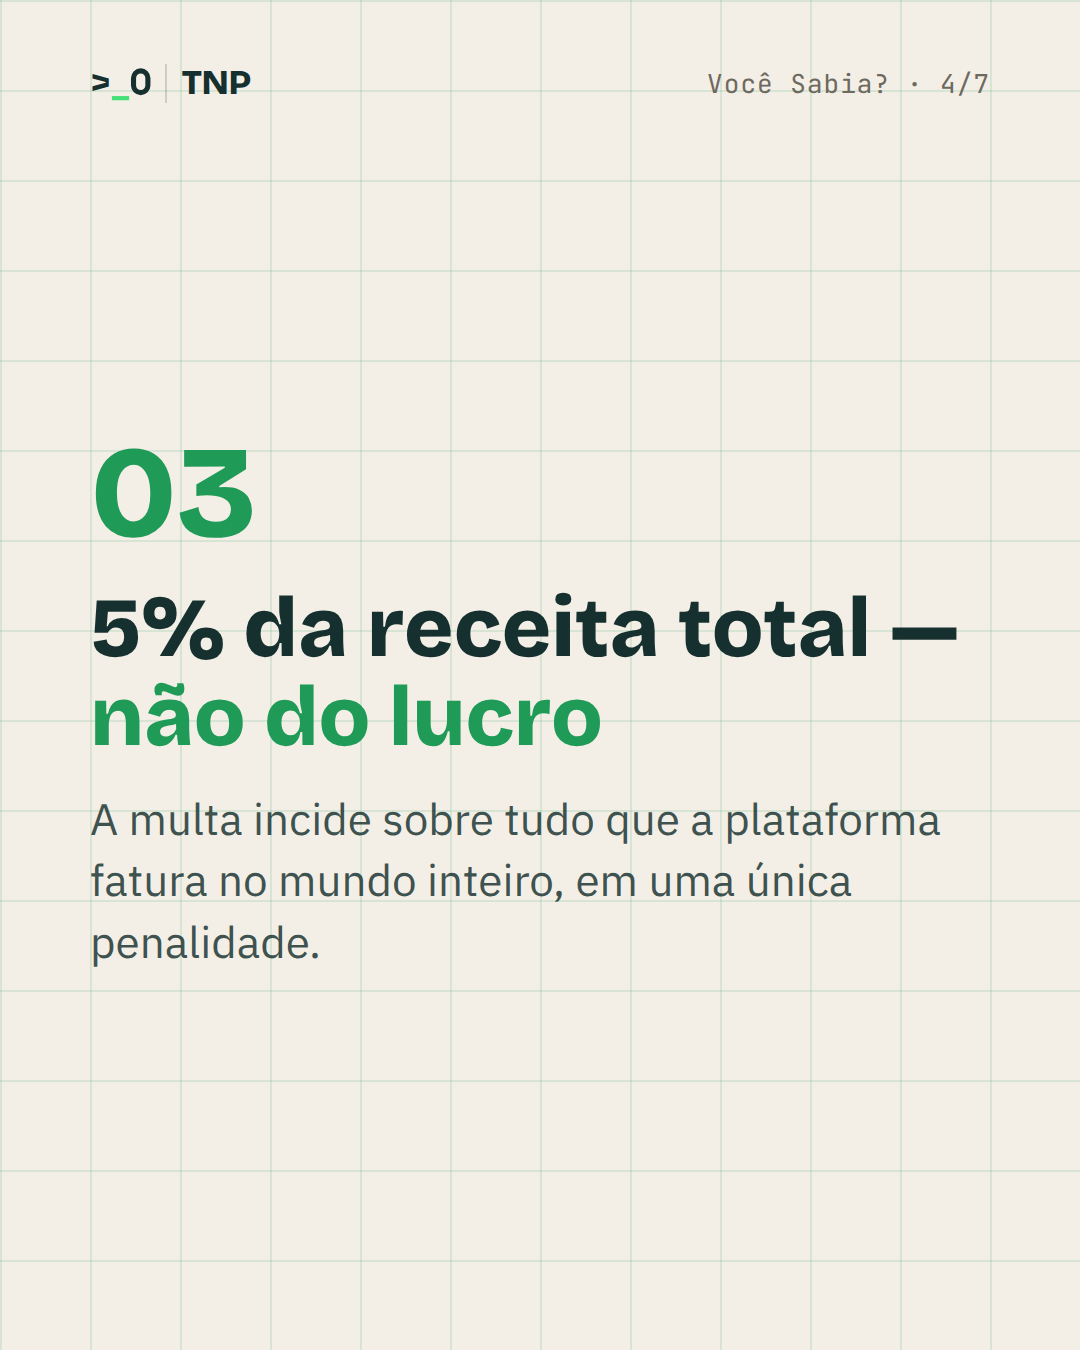 >_0 | TNP
Você Sabia? · 4/7
03
5% da receita total —
não do lucro
A multa incide sobre tudo que a plataforma
fatura no mundo inteiro, em uma única
penalidade.